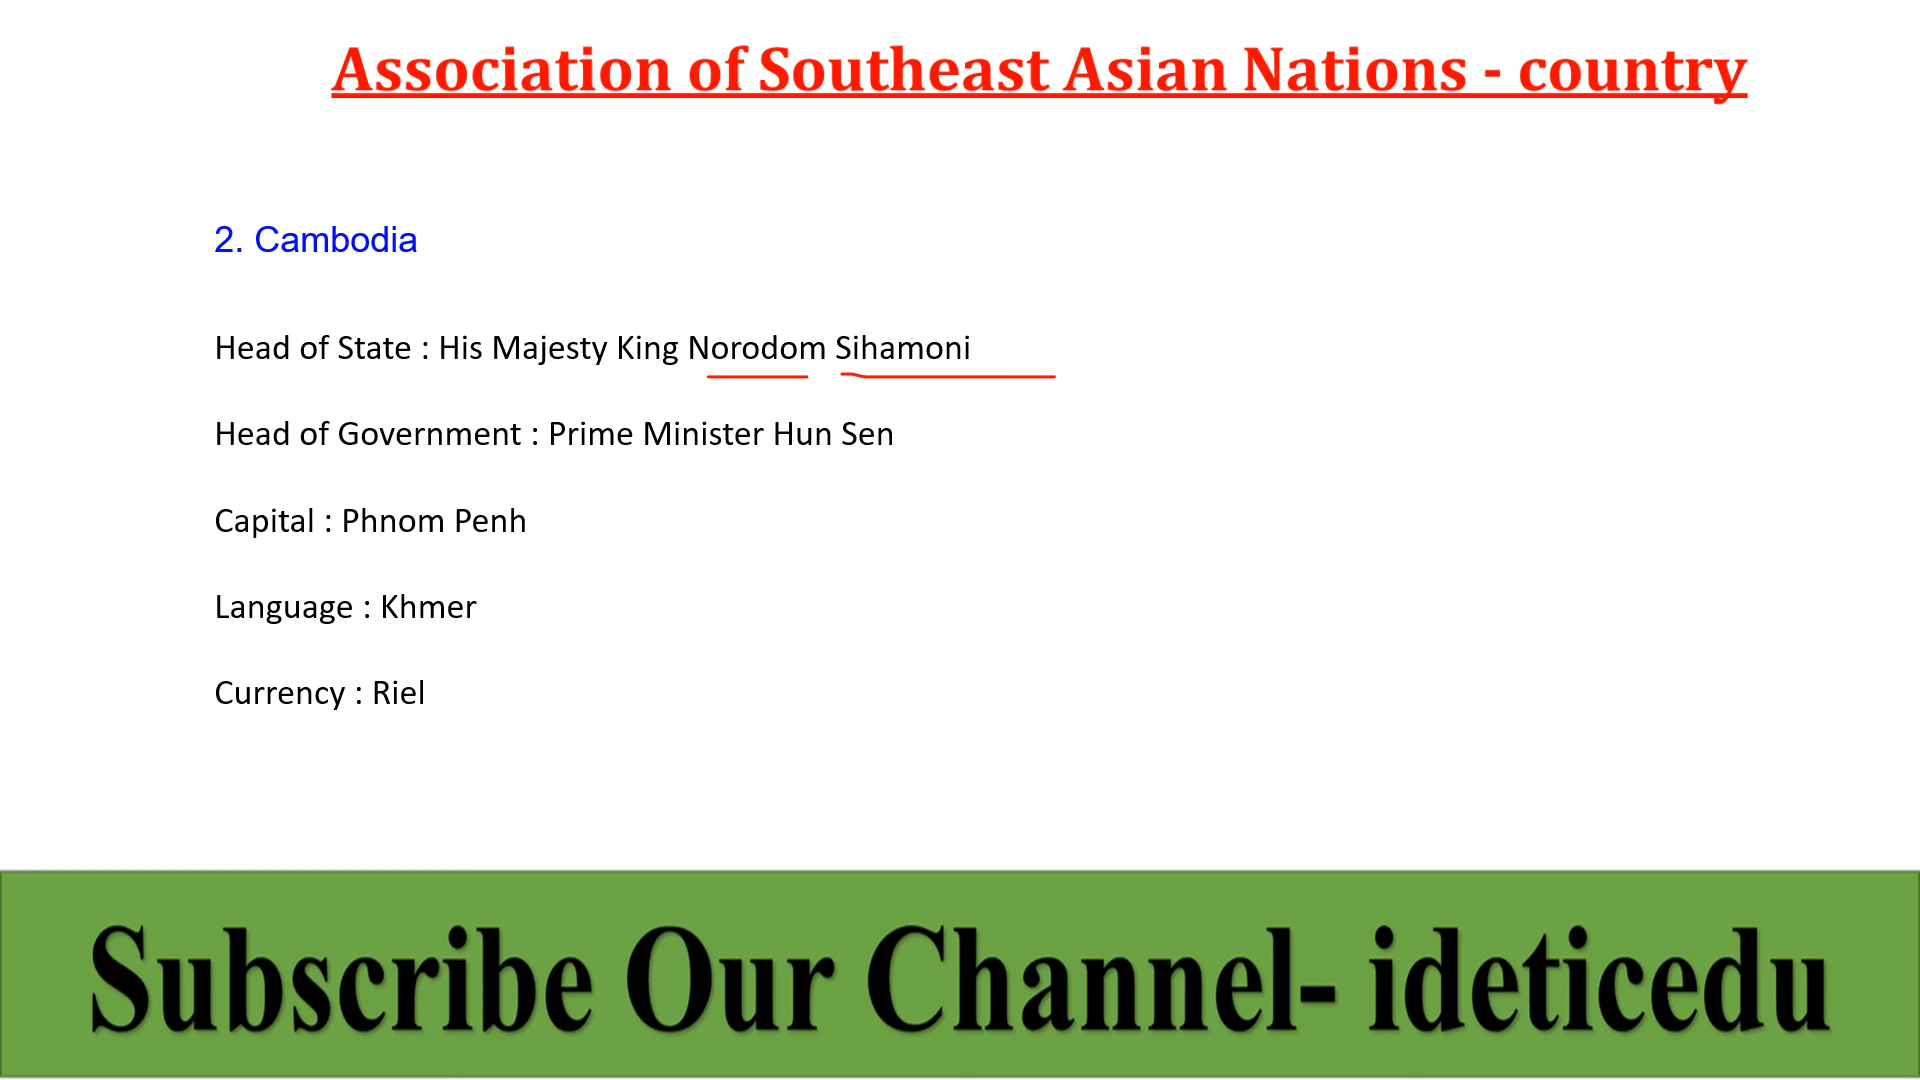 Association of Southeast Asian Nations - country
2. Cambodia
Head of State : His Majesty King Norodom Sihamoni
Head of Government : Prime Minister Hun Sen
Capital : Phnom Penh
Language : Khmer
Currency : Riel
Subscribe Our Channel- ideticedu